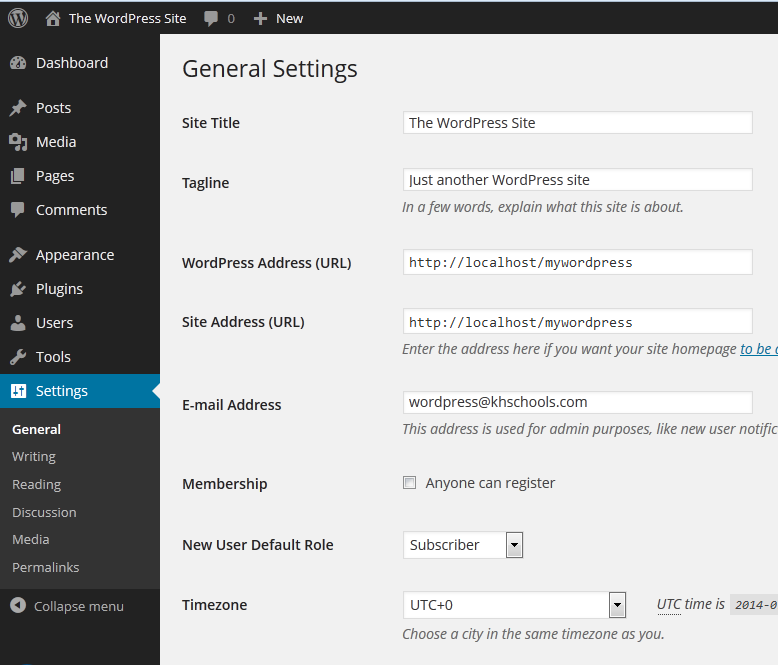 The WordPress Site 0 New
Dashboard
Posts
Media
Pages
Comments
Appearance
Plugins
Users
Tools
Settings
General
Writing
Reading
Discussion
Media
Permalinks
Collapse menu
General Settings
Site Title The WordPress Site
Tagline Just another WordPress site
In a few words, explain what this site is about.
WordPress Address (URL) http://localhost/mywordpress
Site Address (URL) http://localhost/mywordpress
Enter the address here if you want your site homepage to be
E-mail Address wordpress@khschools.com
This address is used for admin purposes, like new user
Membership Anyone can register
New User Default Role Subscriber
Timezone UTC+0 UTC time is
Choose a city in the same timezone as you.